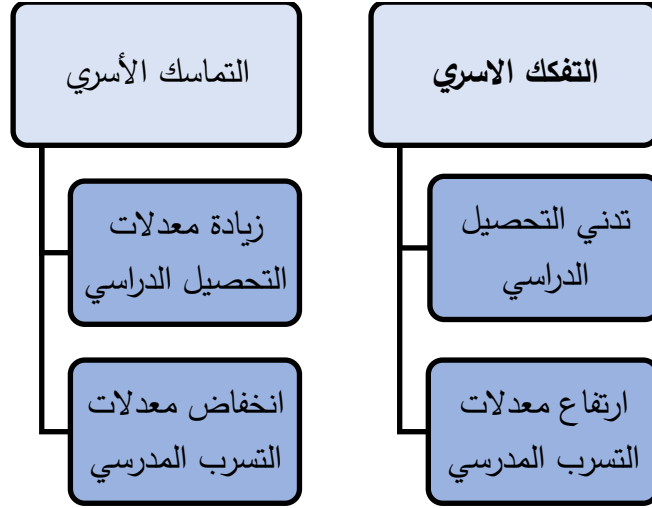 التفكك الاسري
تدني التحصيل
الدراسي
ارتفاع معدلات
التسرب المدرسي
التماسك الأسري
زيادة معدلات
التحصيل الدراسي
انخفاض معدلات
التسرب المدرسي